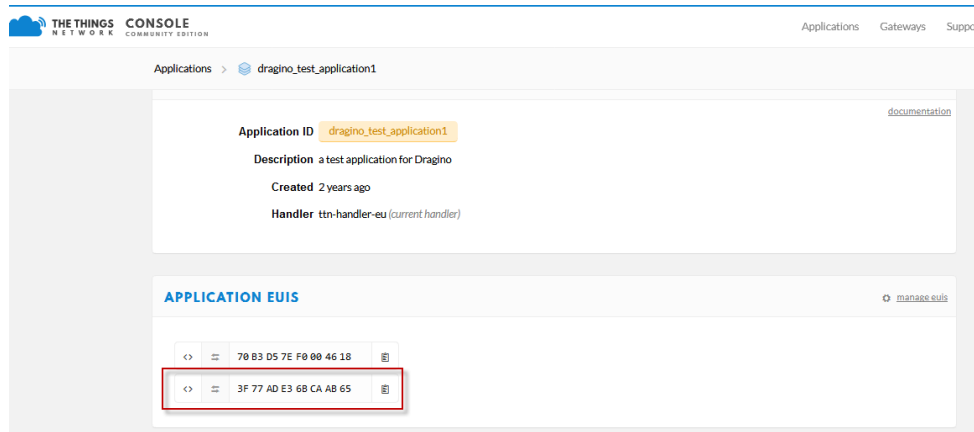 THE THINGS NETWORK CONSOLE COMMUNITY EDITION
Applications Gateways Suppo
Applications > dragino_test_application1
documentation
Application ID dragino_test_application1
Description a test application for Dragino
Created 2 years ago
Handler ttn-handler-eu (current handler)
APPLICATION EUIS
manage euis
<> 70 B3 D5 7E F0 00 46 18
<> 3F 77 AD E3 6B CA AB 65